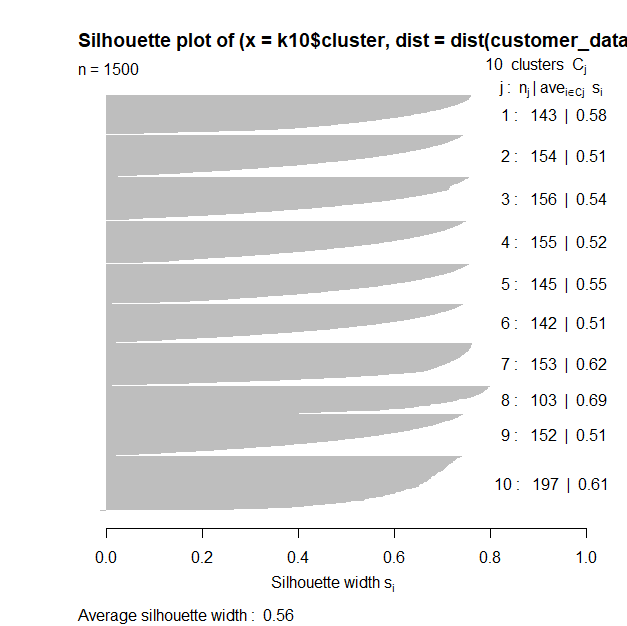 Silhouette plot of (x = k10$cluster, dist = dist(customer_data
n = 1500
10 clusters Cj
j : nj | avei∈Cj si
1 : 143 | 0.58
2 : 154 | 0.51
3 : 156 | 0.54
4 : 155 | 0.52
5 : 145 | 0.55
6 : 142 | 0.51
7 : 153 | 0.62
8 : 103 | 0.69
9 : 152 | 0.51
10 : 197 | 0.61
0.0 0.2 0.4 0.6 0.8 1.0
Silhouette width si
Average silhouette width : 0.56